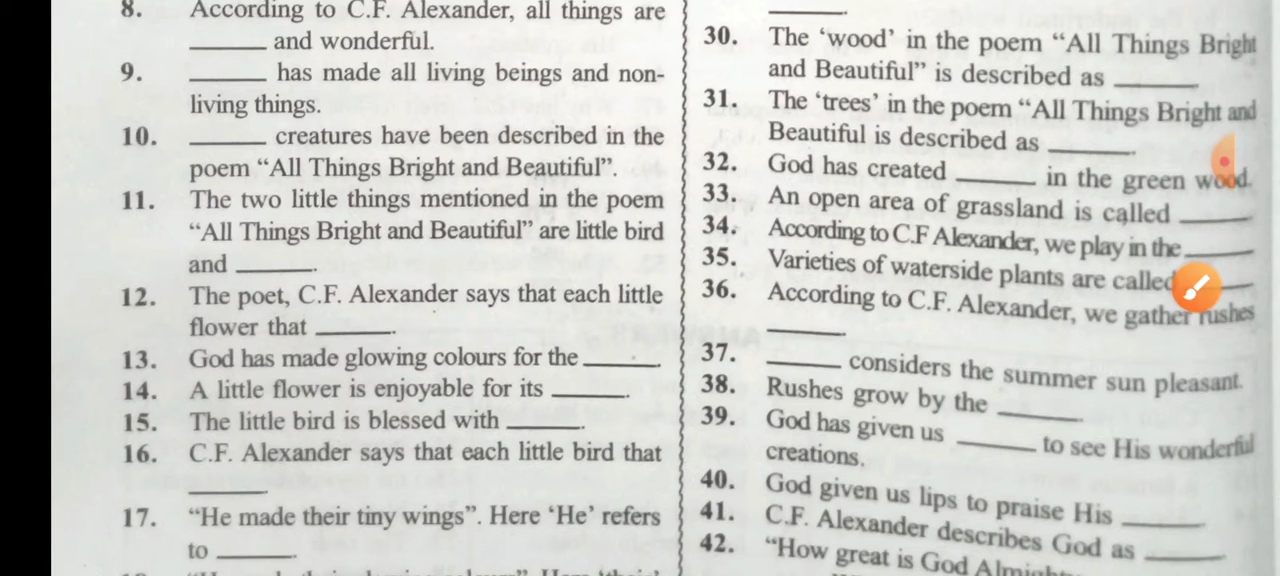 8. According to C.F. Alexander, all things are
______ and wonderful.
9. ______ has made all living beings and non-
living things.
10. ______ creatures have been described in the
poem “All Things Bright and Beautiful”.
11. The two little things mentioned in the poem
“All Things Bright and Beautiful” are little bird
and ______.
12. The poet, C.F. Alexander says that each little
flower that ______.
13. God has made glowing colours for the ______.
14. A little flower is enjoyable for its ______.
15. The little bird is blessed with ______.
16. C.F. Alexander says that each little bird that
______.
17. “He made their tiny wings”. Here ‘He’ refers
to ______.
______.
30. The ‘wood’ in the poem “All Things Bright
and Beautiful” is described as ______.
31. The ‘trees’ in the poem “All Things Bright and
Beautiful is described as ______.
32. God has created ______ in the green wood.
33. An open area of grassland is called ______
34. According to C.F Alexander, we play in the ______
35. Varieties of waterside plants are called ______
36. According to C.F. Alexander, we gather rushes
______.
37. ______ considers the summer sun pleasant.
38. Rushes grow by the ______.
39. God has given us ______ to see His wonderful
creations.
40. God given us lips to praise His ______.
41. C.F. Alexander describes God as ______.
42. “How great is God